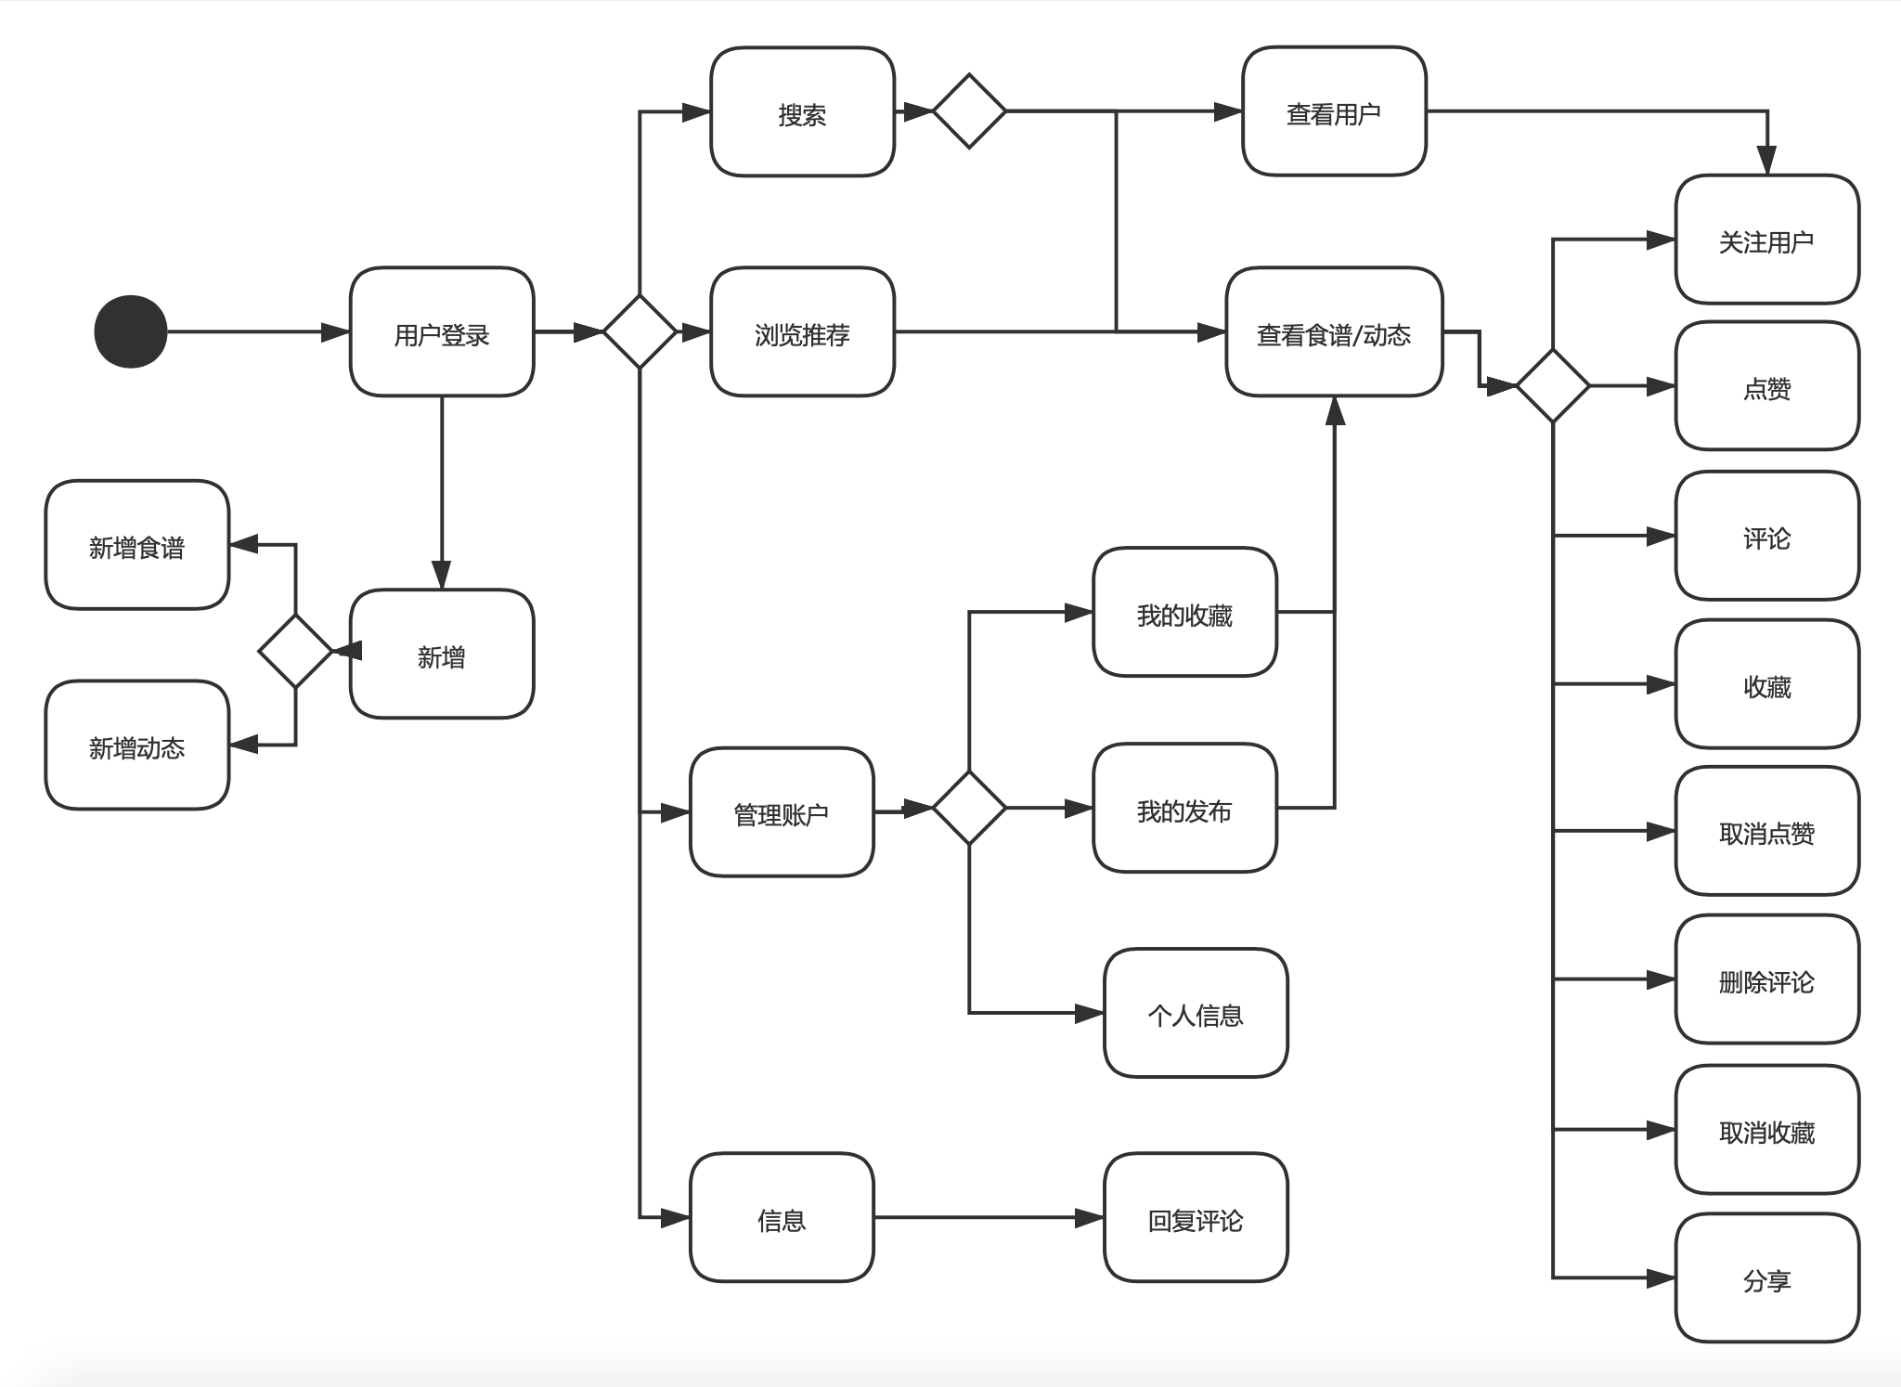 搜索
查看用户
关注用户
用户登录
浏览推荐
查看食谱/动态
点赞
新增食谱
评论
我的收藏
新增
收藏
新增动态
管理账户
我的发布
取消点赞
删除评论
个人信息
取消收藏
信息
回复评论
分享